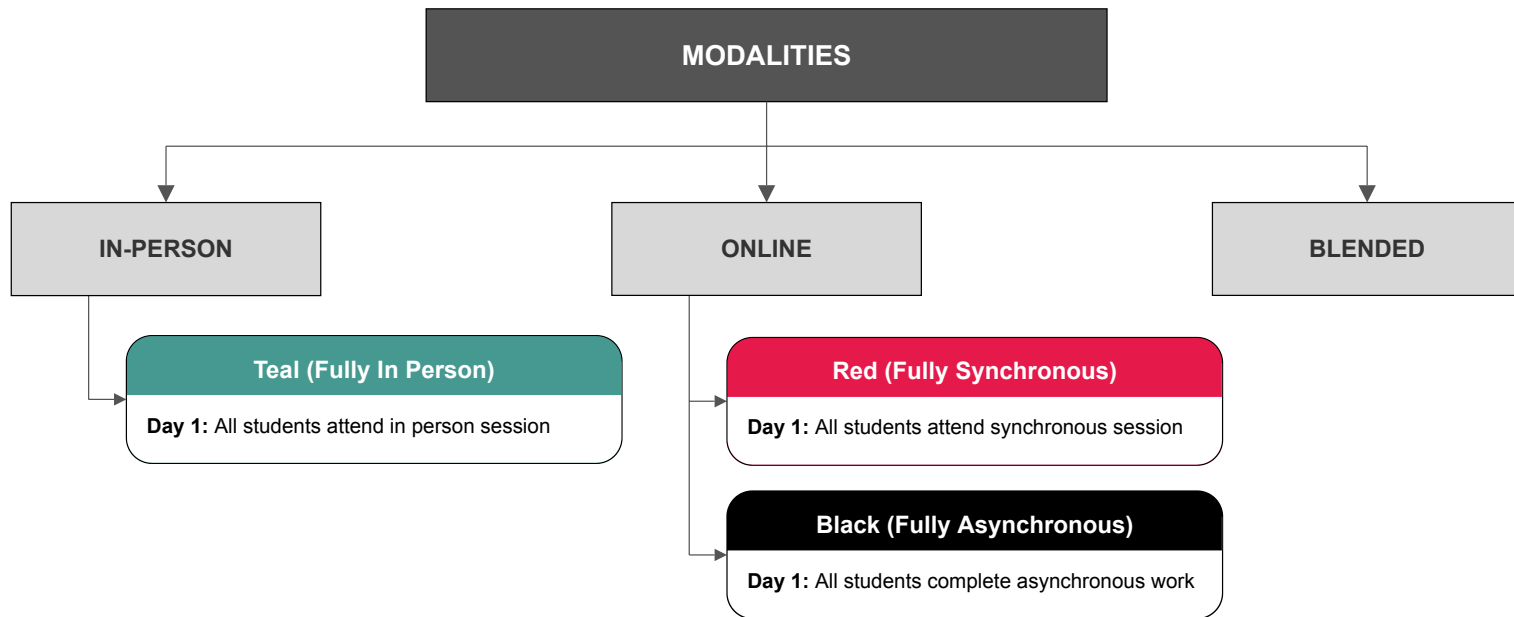 MODALITIES
IN-PERSON
ONLINE
BLENDED
Teal (Fully In Person)
Day 1: All students attend in person session
Red (Fully Synchronous)
Day 1: All students attend synchronous session
Black (Fully Asynchronous)
Day 1: All students complete asynchronous work